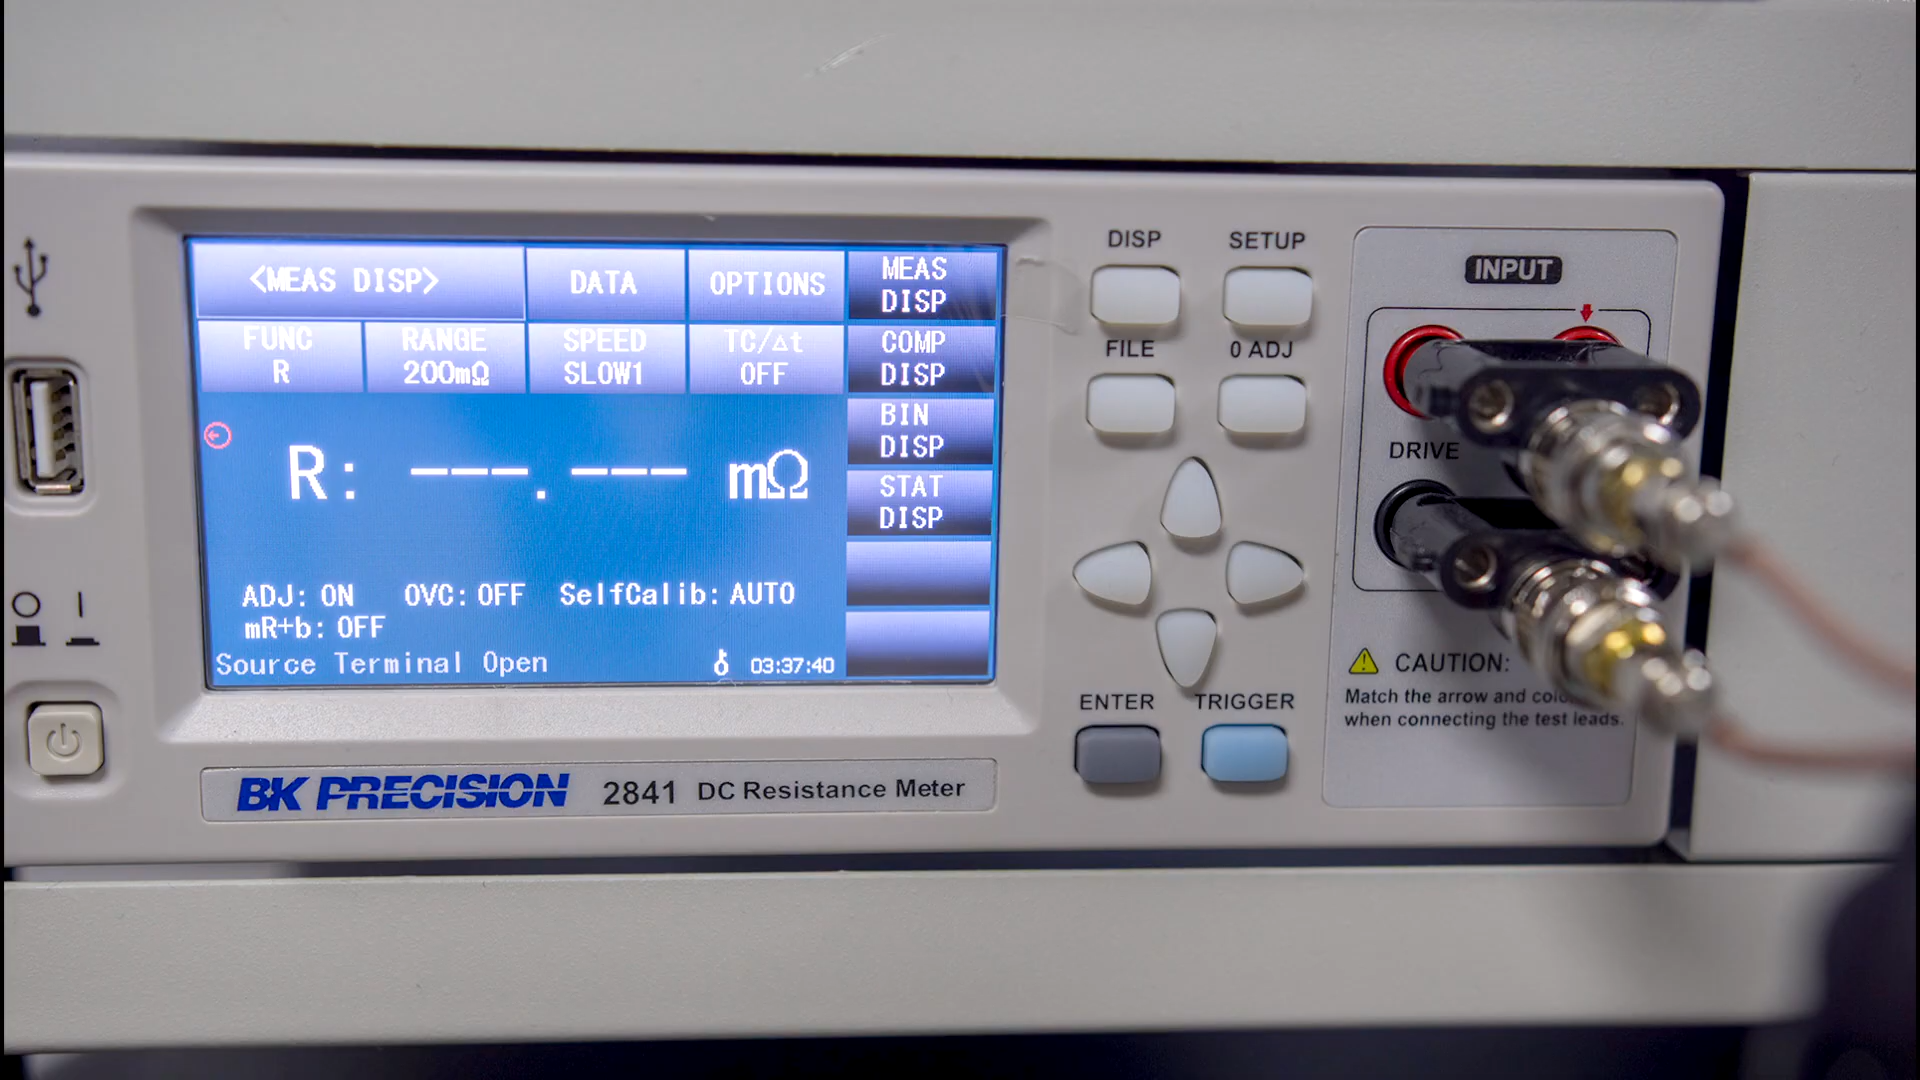 <MEAS DISP>
DATA
OPTIONS
MEAS
DISP
FUNC
R
RANGE
200mΩ
SPEED
SLOW1
TC/Δt
OFF
COMP
DISP
BIN
DISP
STAT
DISP
R: ---.--- mΩ
ADJ: ON OVC: OFF SelfCalib: AUTO
mR+b: OFF
Source Terminal Open 03:37:40
BK PRECISION 2841 DC Resistance Meter
DISP SETUP
FILE 0 ADJ
ENTER TRIGGER
INPUT
DRIVE
CAUTION:
Match the arrow and
when connecting the test leads.